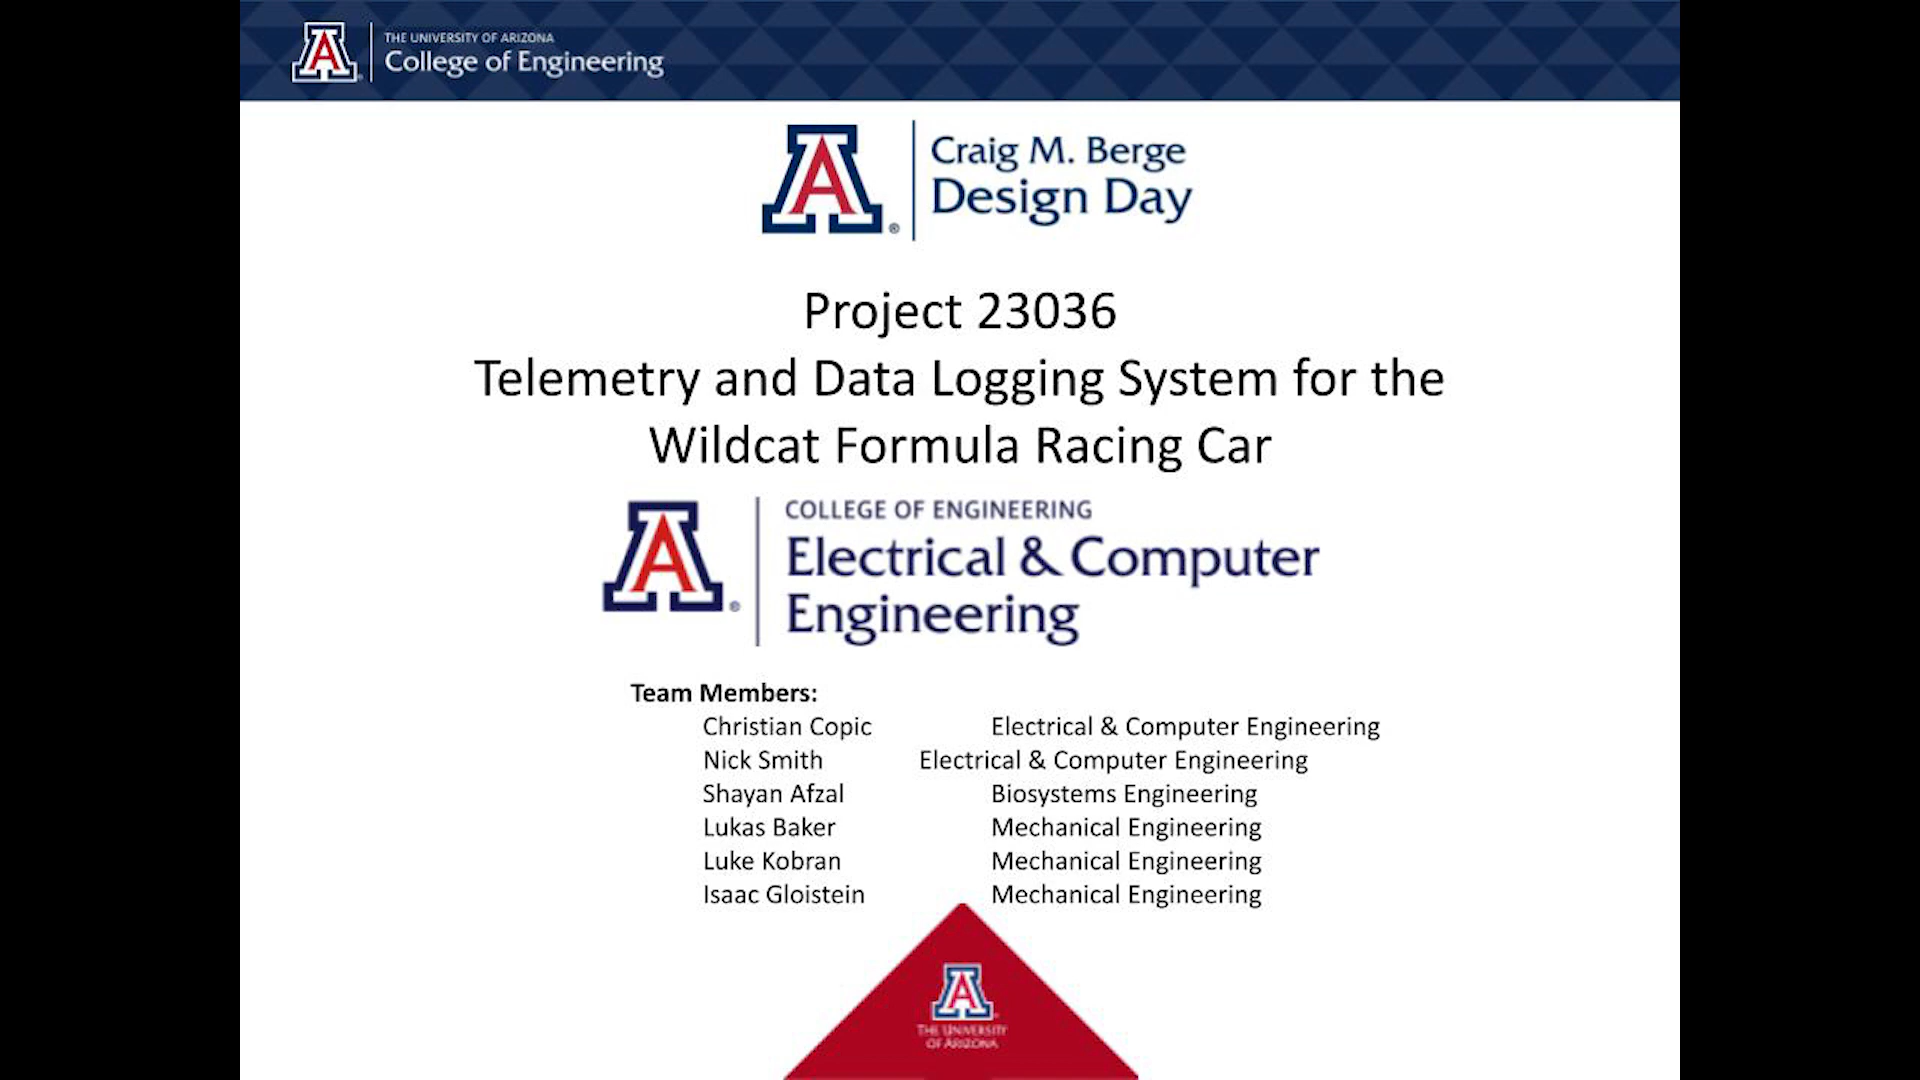 THE UNIVERSITY OF ARIZONA
College of Engineering
Craig M. Berge
Design Day
Project 23036
Telemetry and Data Logging System for the
Wildcat Formula Racing Car
COLLEGE OF ENGINEERING
Electrical & Computer
Engineering
Team Members:
Christian Copic Electrical & Computer Engineering
Nick Smith Electrical & Computer Engineering
Shayan Afzal Biosystems Engineering
Lukas Baker Mechanical Engineering
Luke Kobran Mechanical Engineering
Isaac Gloistein Mechanical Engineering
THE UNIVERSITY
OF ARIZONA